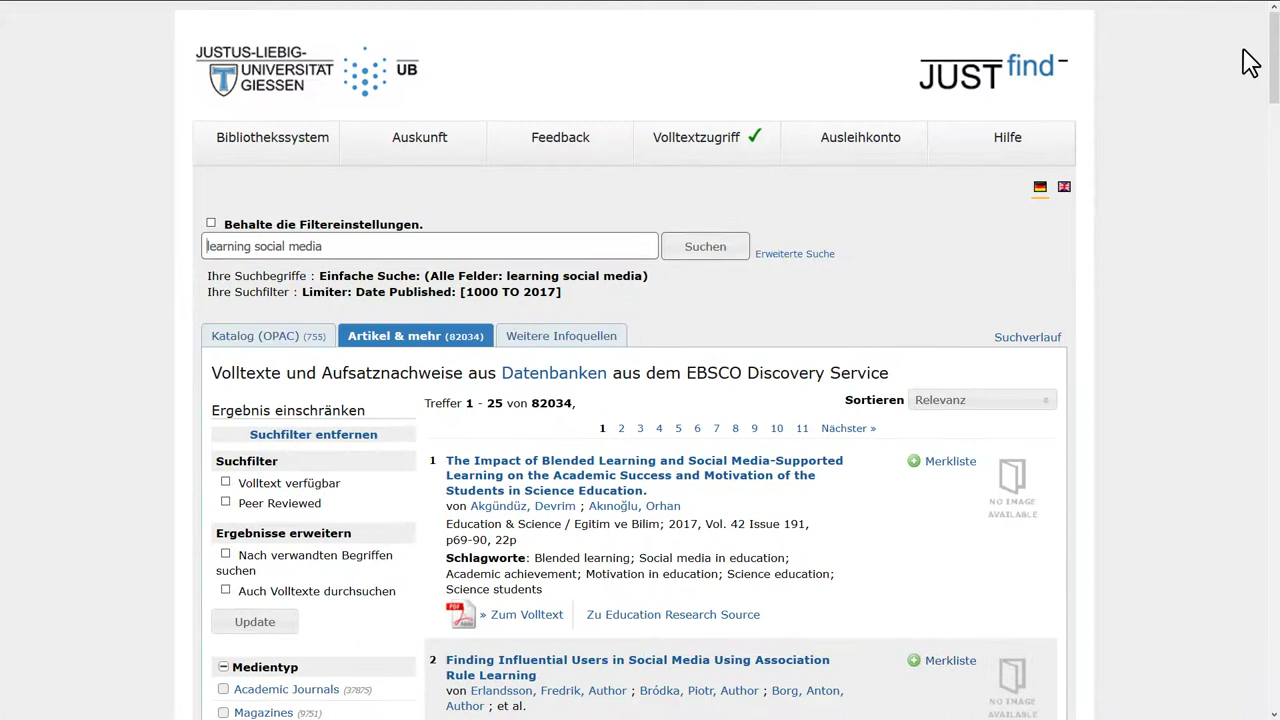 JUSTUS-LIEBIG-
UNIVERSITÄT
GIESSEN
UB
JUST find
Bibliothekssystem
Auskunft
Feedback
Volltextzugriff
Ausleihkonto
Hilfe
Behalte die Filtereinstellungen.
learning social media
Suchen
Erweiterte Suche
Ihre Suchbegriffe : Einfache Suche: (Alle Felder: learning social media)
Ihre Suchfilter : Limiter: Date Published: [1000 TO 2017]
Katalog (OPAC) (755)
Artikel & mehr (82034)
Weitere Infoquellen
Suchverlauf
Volltexte und Aufsatznachweise aus Datenbanken aus dem EBSCO Discovery Service
Ergebnis einschränken
Suchfilter entfernen
Suchfilter
Volltext verfügbar
Peer Reviewed
Ergebnisse erweitern
Nach verwandten Begriffen
suchen
Auch Volltexte durchsuchen
Update
Medientyp
Academic Journals (37875)
Magazines (9751)
Treffer 1 - 25 von 82034,
Sortieren
Relevanz
1 2 3 4 5 6 7 8 9 10 11 Nächster »
1 The Impact of Blended Learning and Social Media-Supported
Learning on the Academic Success and Motivation of the
Students in Science Education.
von Akgündüz, Devrim ; Akınoğlu, Orhan
Education & Science / Egitim ve Bilim; 2017, Vol. 42 Issue 191,
p69-90, 22p
Schlagworte: Blended learning; Social media in education;
Academic achievement; Motivation in education; Science education;
Science students
PDF
» Zum Volltext
Zu Education Research Source
Merkliste
NO IMAGE
AVAILABLE
2 Finding Influential Users in Social Media Using Association
Rule Learning
von Erlandsson, Fredrik, Author ; Bródka, Piotr, Author ; Borg, Anton,
Author ; et al.
Merkliste
NO IMAGE
AVAILABLE